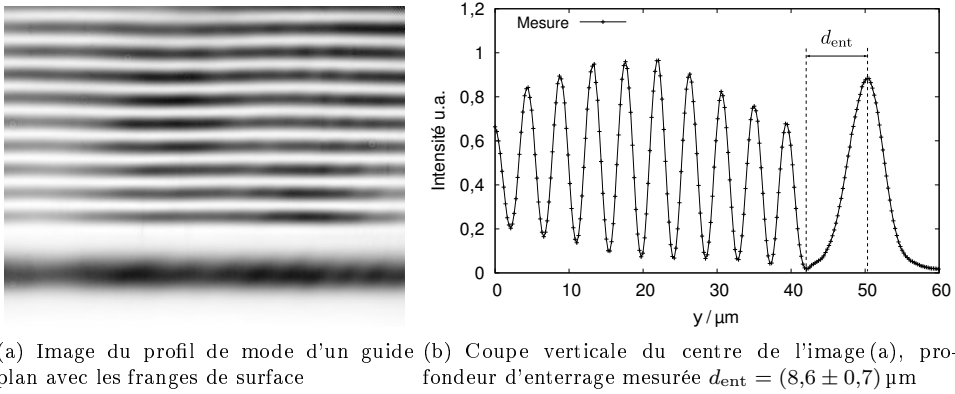 1,2
Mesure
d_ent
1
0,8
0,6
0,4
0,2
0
Intensité u.a.
0 10 20 30 40 50 60
y / µm
(a) Image du profil de mode d'un guide
plan avec les franges de surface
(b) Coupe verticale du centre de l'image (a), pro-
fondeur d'enterrage mesurée d_ent = (8,6 ± 0,7) µm